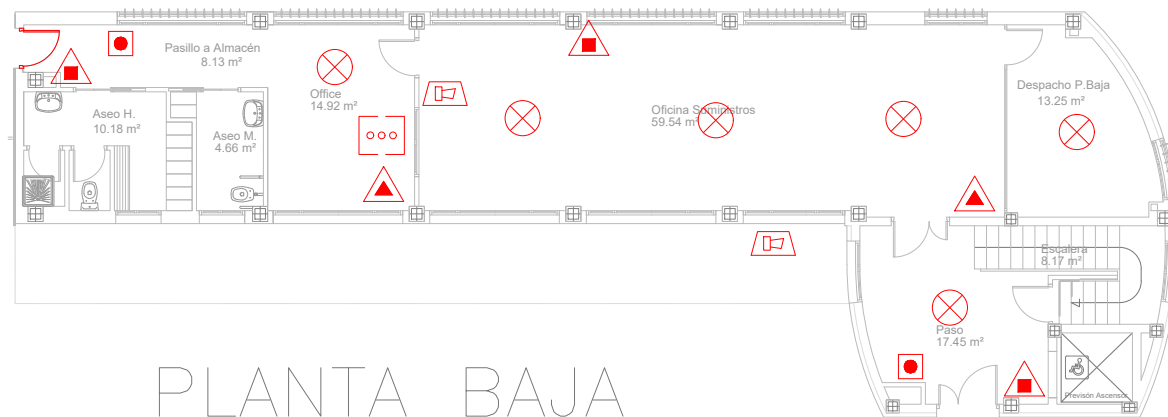 Pasillo a Almacén
8.13 m²
Office
14.92 m²
Aseo H.
10.18 m²
Aseo M.
4.66 m²
Oficina Suministros
59.54 m²
Despacho P.Baja
13.25 m²
Escalera
8.17 m²
Paso
17.45 m²
Previsón Ascensor
PLANTA BAJA